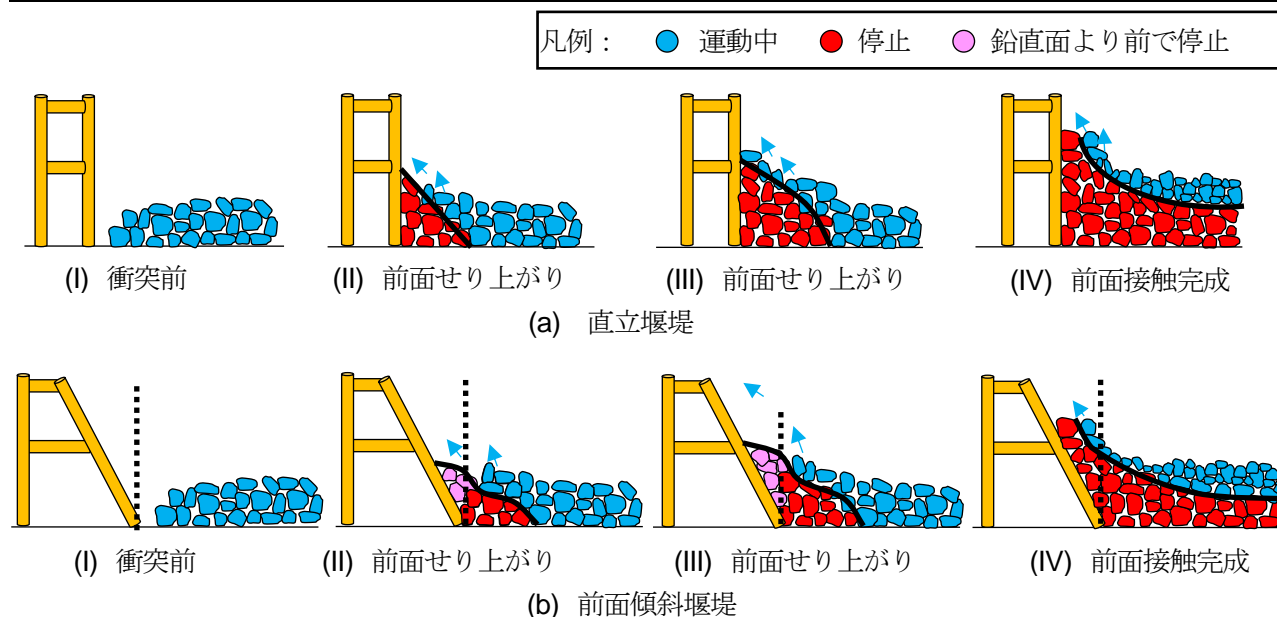 凡例： 運動中 停止 鉛直面より前で停止
(I) 衝突前 (II) 前面せり上がり (III) 前面せり上がり (IV) 前面接触完成
(a) 直立堰堤
(I) 衝突前 (II) 前面せり上がり (III) 前面せり上がり (IV) 前面接触完成
(b) 前面傾斜堰堤